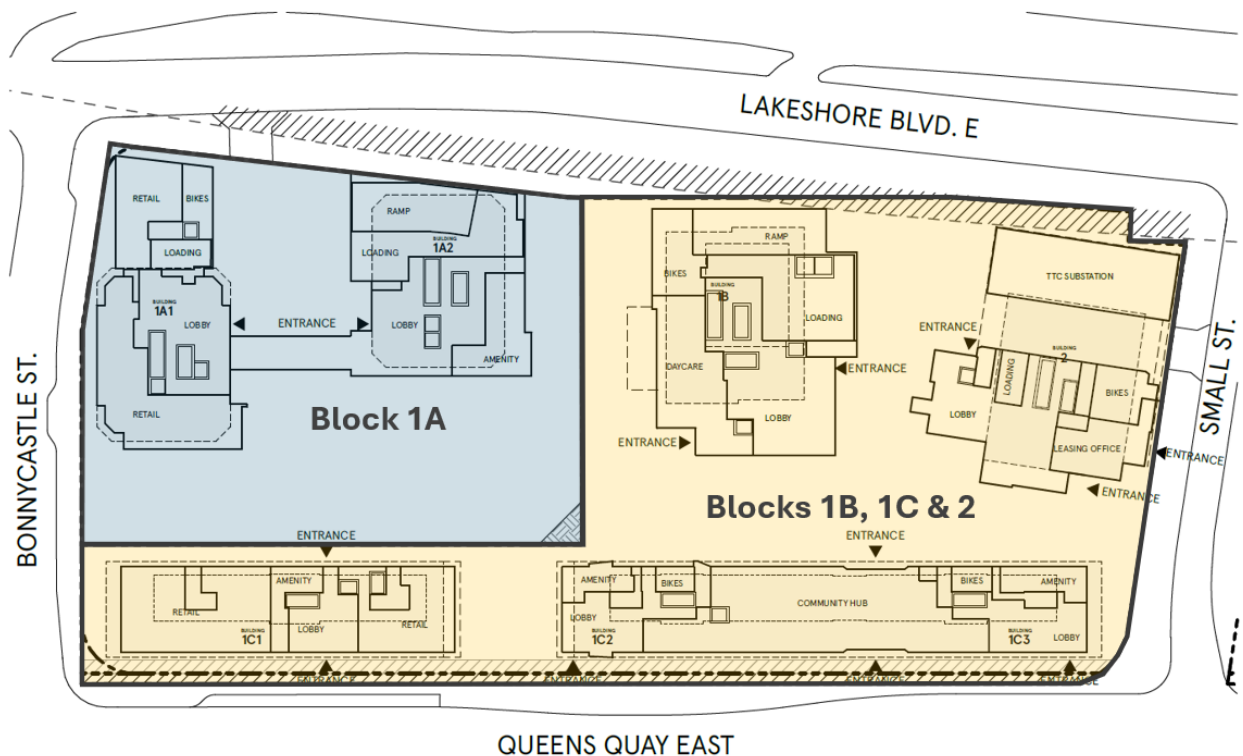 LAKESHORE BLVD. E
RETAIL
BIKES
LOADING
RAMP
LOADING
BUILDING
1A2
BUILDING
1A1
LOBBY
ENTRANCE
LOBBY
AMENITY
RETAIL
Block 1A
RAMP
BIKES
BUILDING
1B
LOADING
DAYCARE
ENTRANCE
LOBBY
ENTRANCE
TTC SUBSTATION
ENTRANCE
BUILDING
2
LOADING
BIKES
LOBBY
LEASING OFFICE
ENTRANCE
ENTRANCE
Blocks 1B, 1C & 2
BONNYCASTLE ST.
SMALL ST.
ENTRANCE
ENTRANCE
AMENITY
RETAIL
LOBBY
RETAIL
BUILDING
1C1
AMENITY
BIKES
LOBBY
COMMUNITY HUB
BIKES
AMENITY
BUILDING
1C2
BUILDING
1C3
LOBBY
ENTRANCE
ENTRANCE
ENTRANCE
ENTRANCE
QUEENS QUAY EAST